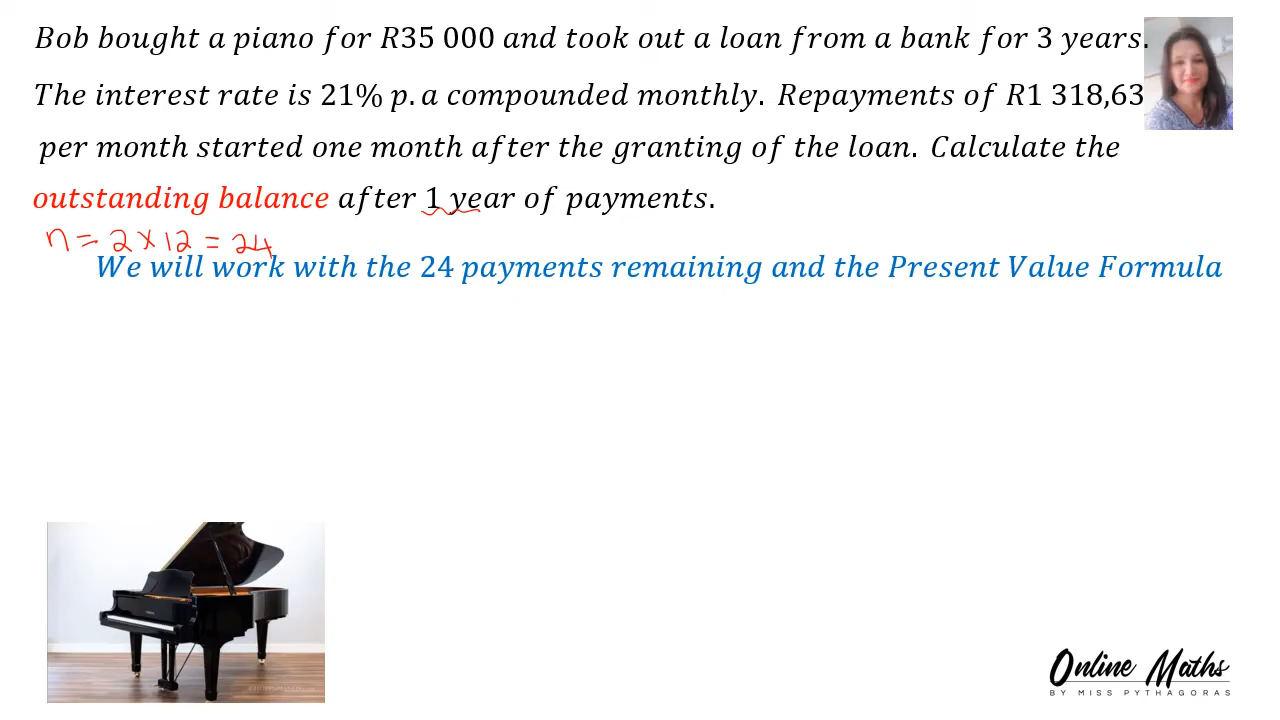 Bob bought a piano for R35 000 and took out a loan from a bank for 3 years.
The interest rate is 21% p.a compounded monthly. Repayments of R1 318,63
per month started one month after the granting of the loan. Calculate the
outstanding balance after 1 year of payments.
n = 2 × 12 = 24
We will work with the 24 payments remaining and the Present Value Formula
Online Maths
BY MISS PYTHAGORAS